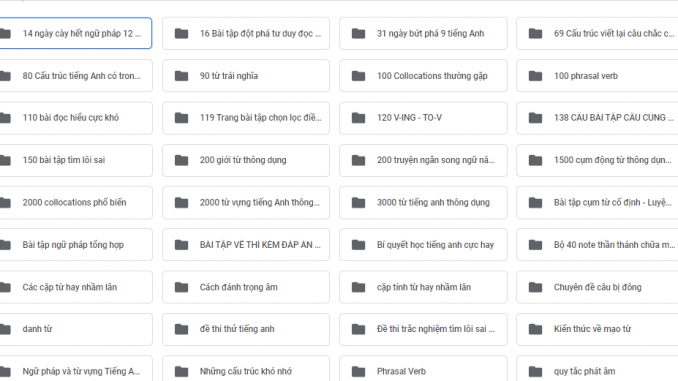 14 ngày cày hết ngữ pháp 12 ...
16 Bài tập đột phá tư duy đọc ...
31 ngày bứt phá 9 tiếng Anh
69 Cấu trúc viết lại câu chắc c...
80 Cấu trúc tiếng Anh có tron...
90 từ trái nghĩa
100 Collocations thường gặp
100 phrasal verb
110 bài đọc hiểu cực khó
119 Trang bài tập chọn lọc điề...
120 V-ING - TO-V
138 CÂU BÀI TẬP CÂU CÙNG ...
150 bài tập tìm lỗi sai
200 giới từ thông dụng
200 truyện ngắn song ngữ nâ...
1500 cụm động từ thông dụn...
2000 collocations phổ biến
2000 từ vựng tiếng Anh thông...
3000 từ tiếng anh thông dụng
Bài tập cụm từ cố định - Luyệ...
Bài tập ngữ pháp tổng hợp
BÀI TẬP VỀ THÌ KÈM ĐÁP ÁN ...
Bí quyết học tiếng anh cực hay
Bộ 40 note thần thánh chữa m...
Các cặp từ hay nhầm lẫn
Cách đánh trọng âm
cặp tính từ hay nhầm lẫn
Chuyên đề câu bị động
danh từ
đề thi thử tiếng anh
Đề thi trắc nghiệm tìm lỗi sai ...
Kiến thức về mạo từ
Ngữ pháp và từ vựng Tiếng A...
Những cấu trúc khó nhớ
Phrasal Verb
quy tắc phát âm